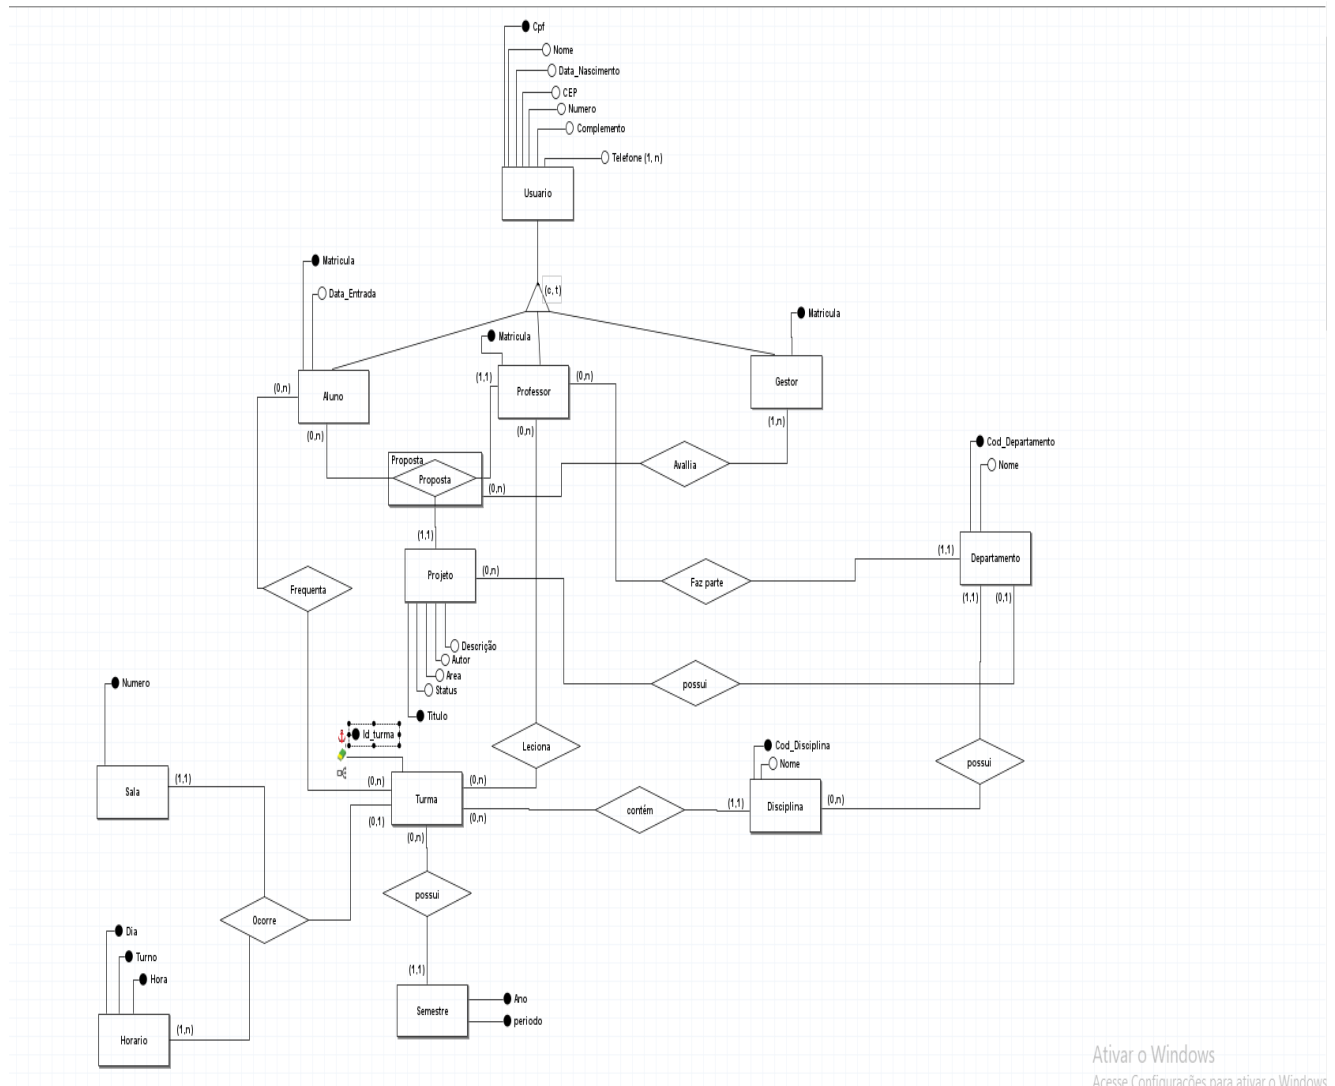 Cpf
Nome
Data_Nascimento
CEP
Numero
Complemento
Telefone (1, n)
Usuario
Matricula
Data_Entrada
(c, t)
Matricula
Matricula
(1,1)
Professor
(0,n)
Gestor
(0,n)
Aluno
(0,n)
(0,n)
(1,n)
Cod_Departamento
Nome
Proposta
Proposta
(0,n)
Avallia
(1,1)
Projeto
(0,n)
Faz parte
(1,1)
Departamento
(1,1)
(0,1)
Frequenta
Descrição
Autor
Area
Status
Titulo
possui
Numero
Id_turma
Leciona
Cod_Disciplina
Nome
possui
Sala
(1,1)
(0,n)
Turma
(0,n)
(0,1)
(0,n)
(0,n)
contém
(1,1)
Disciplina
(0,n)
possui
Ocorre
Dia
Turno
Hora
Horario
(1,n)
(1,1)
Semestre
Ano
periodo
Ativar o Windows
Acesse Configurações para ativar o Windows